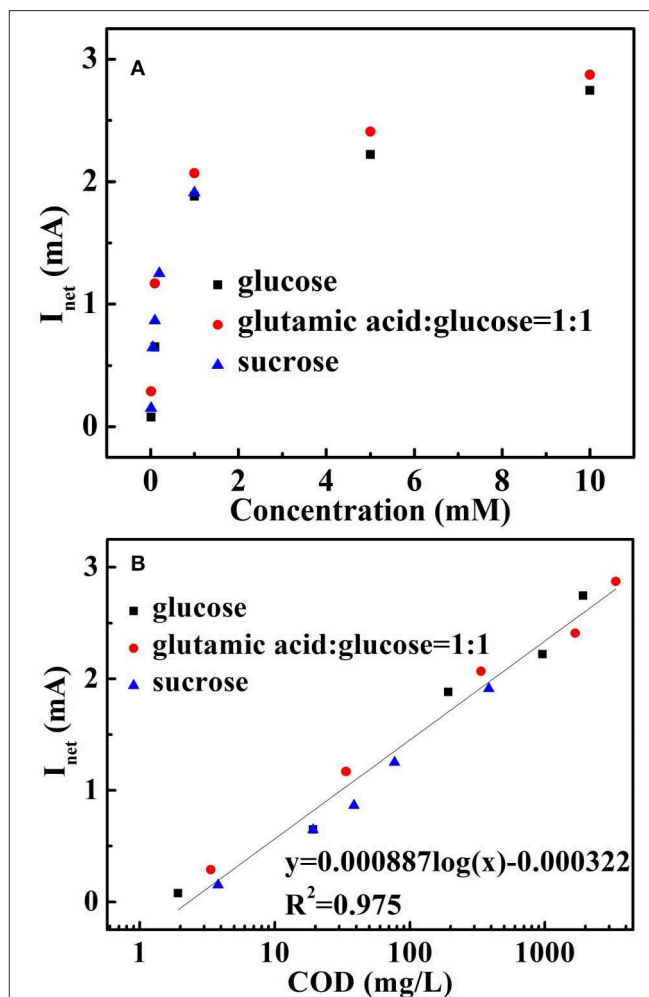 A
3
2
1
0
I_net (mA)
glucose
glutamic acid:glucose=1:1
sucrose
0 2 4 6 8 10
Concentration (mM)
B
3
2
1
0
I_net (mA)
glucose
glutamic acid:glucose=1:1
sucrose
y=0.000887log(x)-0.000322
R²=0.975
1 10 100 1000
COD (mg/L)